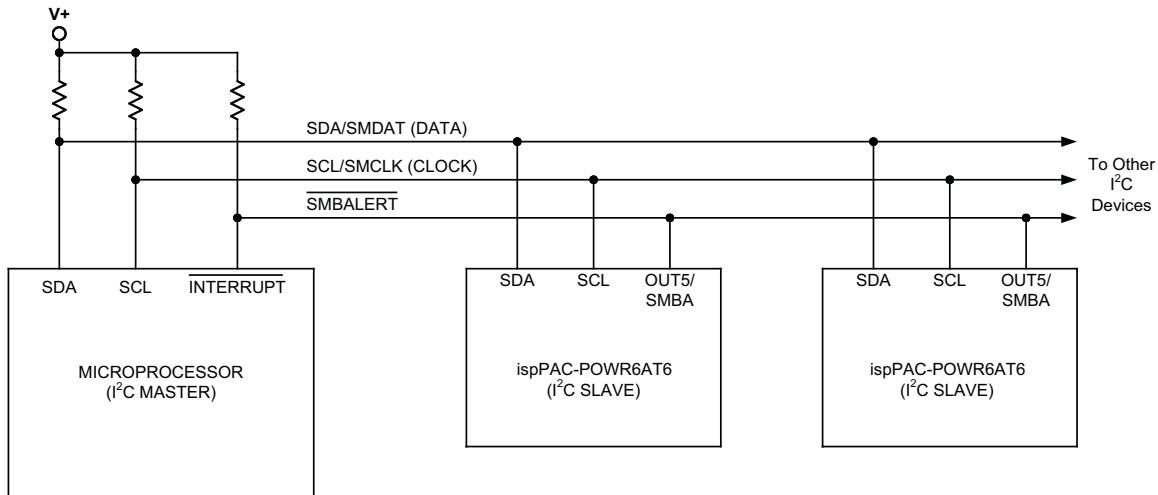 V+
SDA/SMDAT (DATA)
SCL/SMCLK (CLOCK)
SMBALERT
To Other
I²C
Devices
SDA SCL INTERRUPT
MICROPROCESSOR
(I²C MASTER)
SDA SCL OUT5/
SMBA
ispPAC-POWR6AT6
(I²C SLAVE)
SDA SCL OUT5/
SMBA
ispPAC-POWR6AT6
(I²C SLAVE)